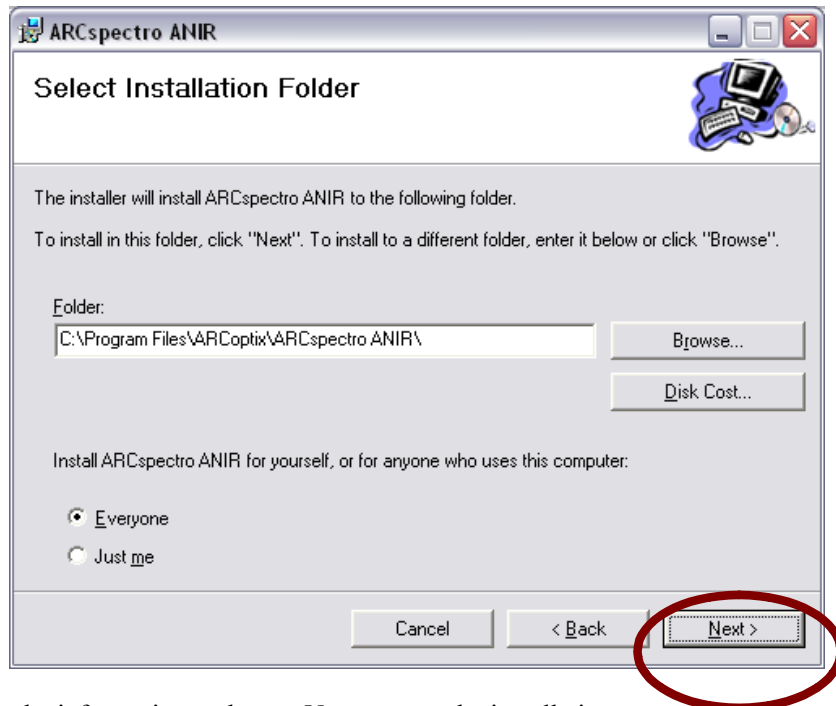 ARCspectro ANIR
Select Installation Folder
The installer will install ARCspectro ANIR to the following folder.
To install in this folder, click "Next". To install to a different folder, enter it below or click "Browse".
Folder:
C:\Program Files\ARCoptix\ARCspectro ANIR\
Browse...
Disk Cost...
Install ARCspectro ANIR for yourself, or for anyone who uses this computer:
Everyone
Just me
Cancel
< Back
Next >